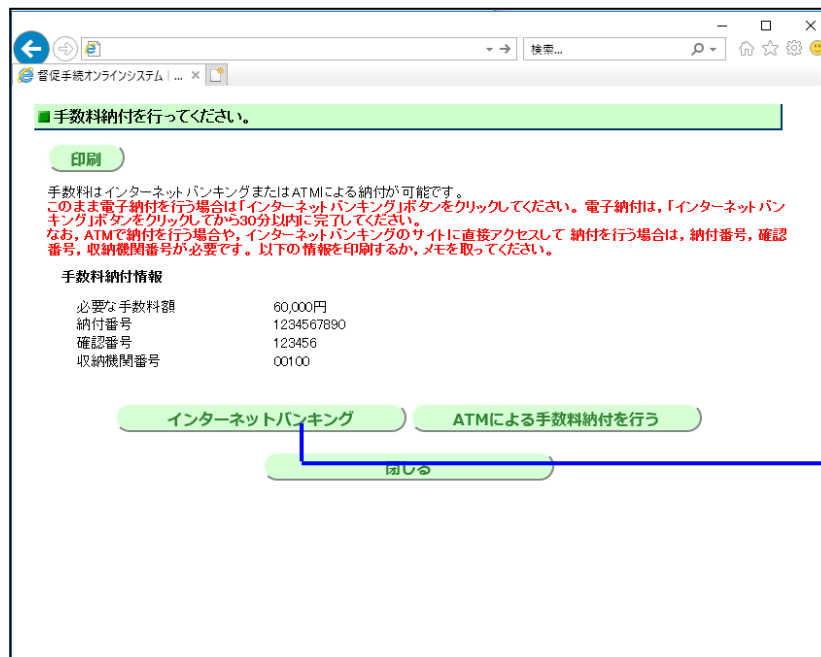 検索...
督促手続オンラインシステム | ...
■手数料納付を行ってください。
印刷
手数料はインターネットバンキングまたはATMによる納付が可能です。
このまま電子納付を行う場合は「インターネットバンキング」ボタンをクリックしてください。電子納付は，「インターネットバン
キング」ボタンをクリックしてから30分以内に完了してください。
なお，ATMで納付を行う場合や，インターネットバンキングのサイトに直接アクセスして 納付を行う場合は，納付番号，確認
番号，収納機関番号が必要です。以下の情報を印刷するか，メモを取ってください。
手数料納付情報
必要な手数料額 60,000円
納付番号 1234567890
確認番号 123456
収納機関番号 00100
インターネットバンキング ATMによる手数料納付を行う
閉じる